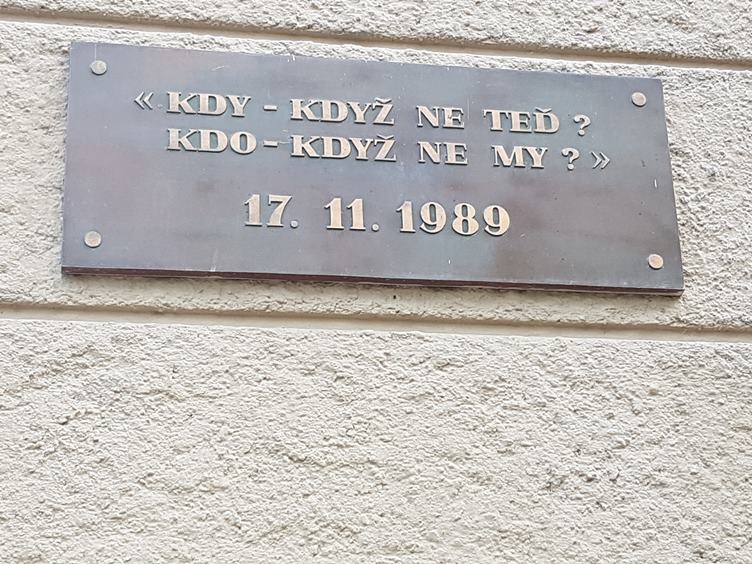 « KDY - KDYŽ NE TEĎ ?
KDO - KDYŽ NE MY ? »
17. 11. 1989